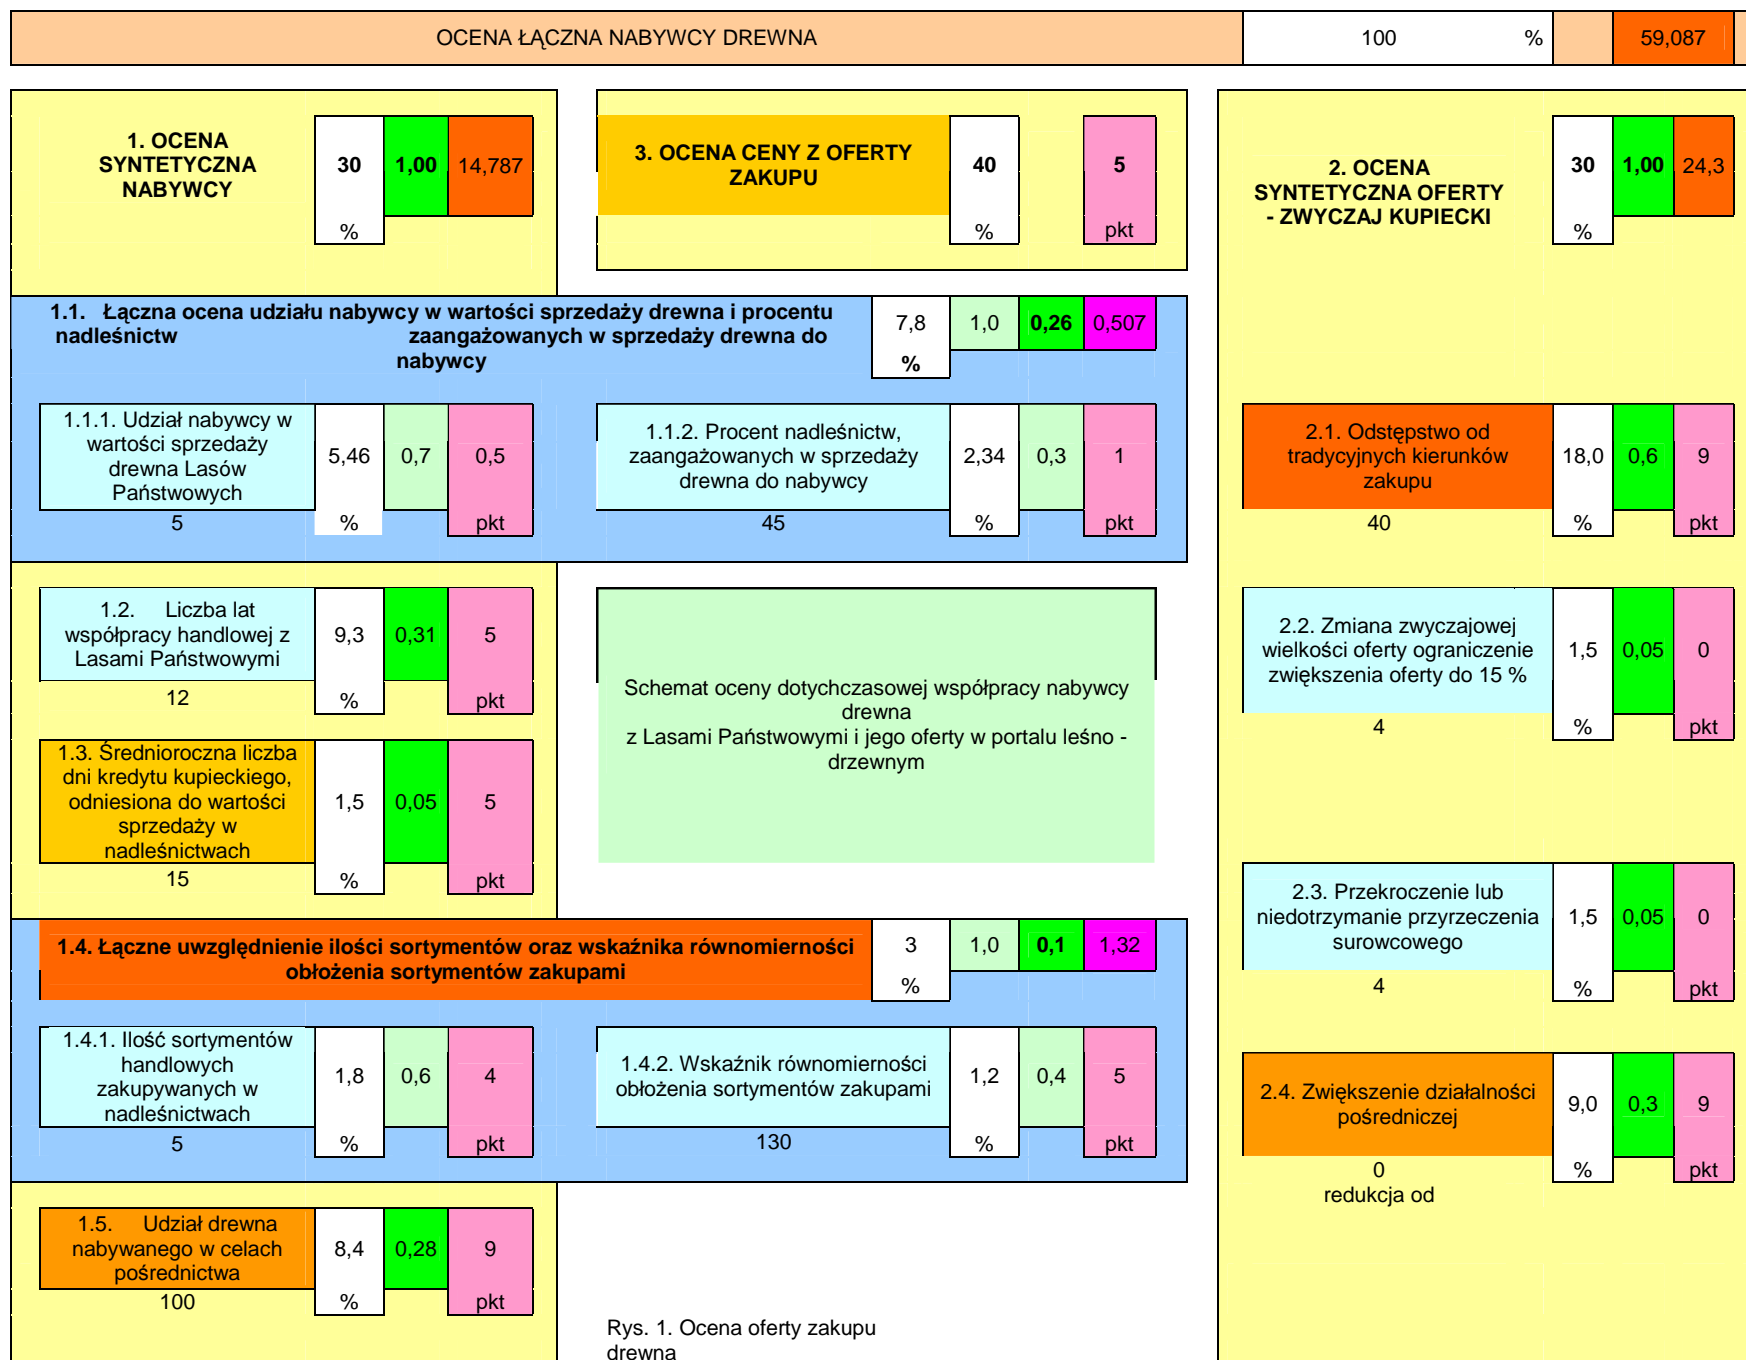 OCENA ŁĄCZNA NABYWCY DREWNA 100 % 59,087
1. OCENA
SYNTETYCZNA
NABYWCY
30 1,00 14,787
%
3. OCENA CENY Z OFERTY
ZAKUPU
40 5
% pkt
2. OCENA
SYNTETYCZNA OFERTY
- ZWYCZAJ KUPIECKI
30 1,00 24,3
%
1.1. Łączna ocena udziału nabywcy w wartości sprzedaży drewna i procentu
nadleśnictw zaangażowanych w sprzedaży drewna do
nabywcy
7,8 1,0 0,26 0,507
%
1.1.1. Udział nabywcy w
wartości sprzedaży
drewna Lasów
Państwowych
5,46 0,7 0,5
5 % pkt
1.1.2. Procent nadleśnictw,
zaangażowanych w sprzedaży
drewna do nabywcy
2,34 0,3 1
45 % pkt
2.1. Odstępstwo od
tradycyjnych kierunków
zakupu
18,0 0,6 9
40 % pkt
1.2. Liczba lat
współpracy handlowej z
Lasami Państwowymi
9,3 0,31 5
12 % pkt
Schemat oceny dotychczasowej współpracy nabywcy
drewna
z Lasami Państwowymi i jego oferty w portalu leśno -
drzewnym
2.2. Zmiana zwyczajowej
wielkości oferty ograniczenie
zwiększenia oferty do 15 %
1,5 0,05 0
4 % pkt
1.3. Średnioroczna liczba
dni kredytu kupieckiego,
odniesiona do wartości
sprzedaży w
nadleśnictwach
1,5 0,05 5
15 % pkt
2.3. Przekroczenie lub
niedotrzymanie przyrzeczenia
surowcowego
1,5 0,05 0
4 % pkt
1.4. Łączne uwzględnienie ilości sortymentów oraz wskaźnika równomierności
obłożenia sortymentów zakupami
3 1,0 0,1 1,32
%
1.4.1. Ilość sortymentów
handlowych
zakupywanych w
nadleśnictwach
1,8 0,6 4
5 % pkt
1.4.2. Wskaźnik równomierności
obłożenia sortymentów zakupami
1,2 0,4 5
130 % pkt
2.4. Zwiększenie działalności
pośredniczej
9,0 0,3 9
0 % pkt
redukcja od
1.5. Udział drewna
nabywanego w celach
pośrednictwa
8,4 0,28 9
100 % pkt
Rys. 1. Ocena oferty zakupu
drewna